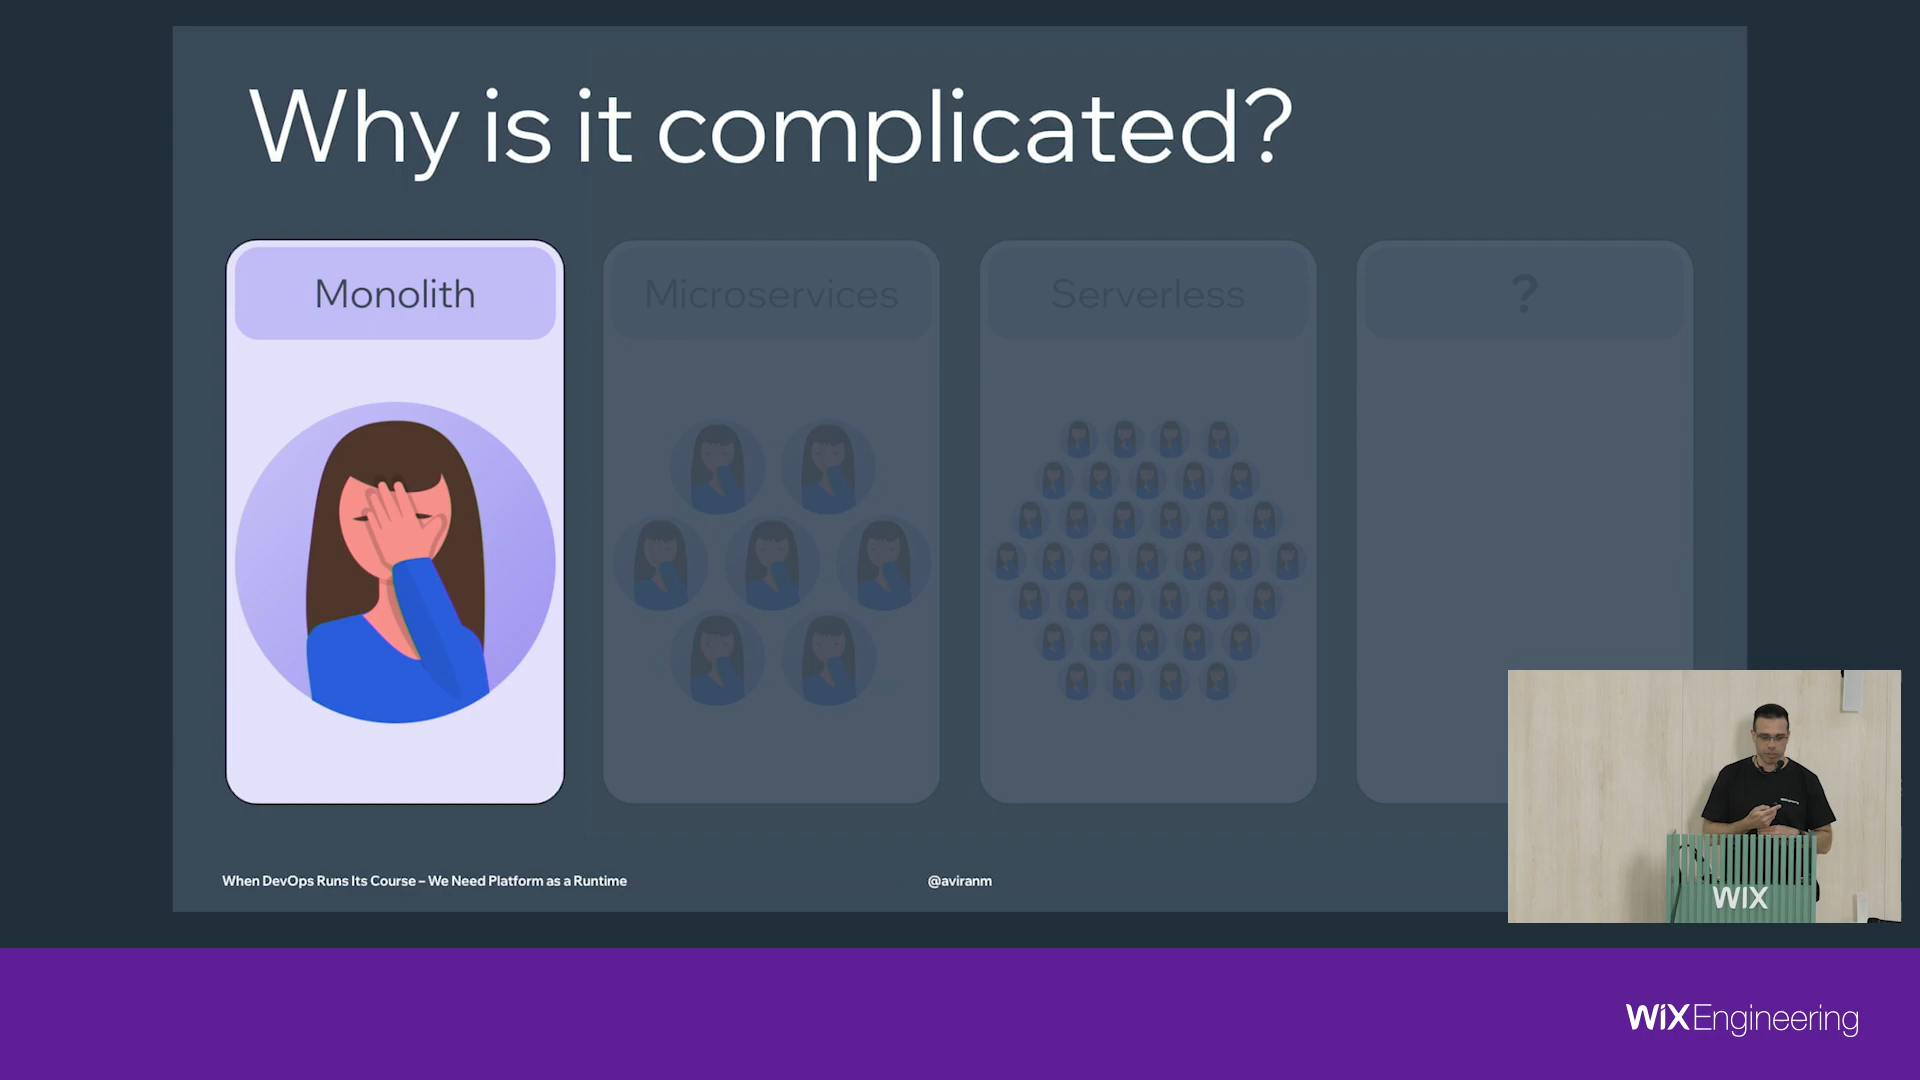 Why is it complicated?
Monolith
Microservices
Serverless
?
When DevOps Runs Its Course – We Need Platform as a Runtime
@aviranm
WIX
WIX Engineering